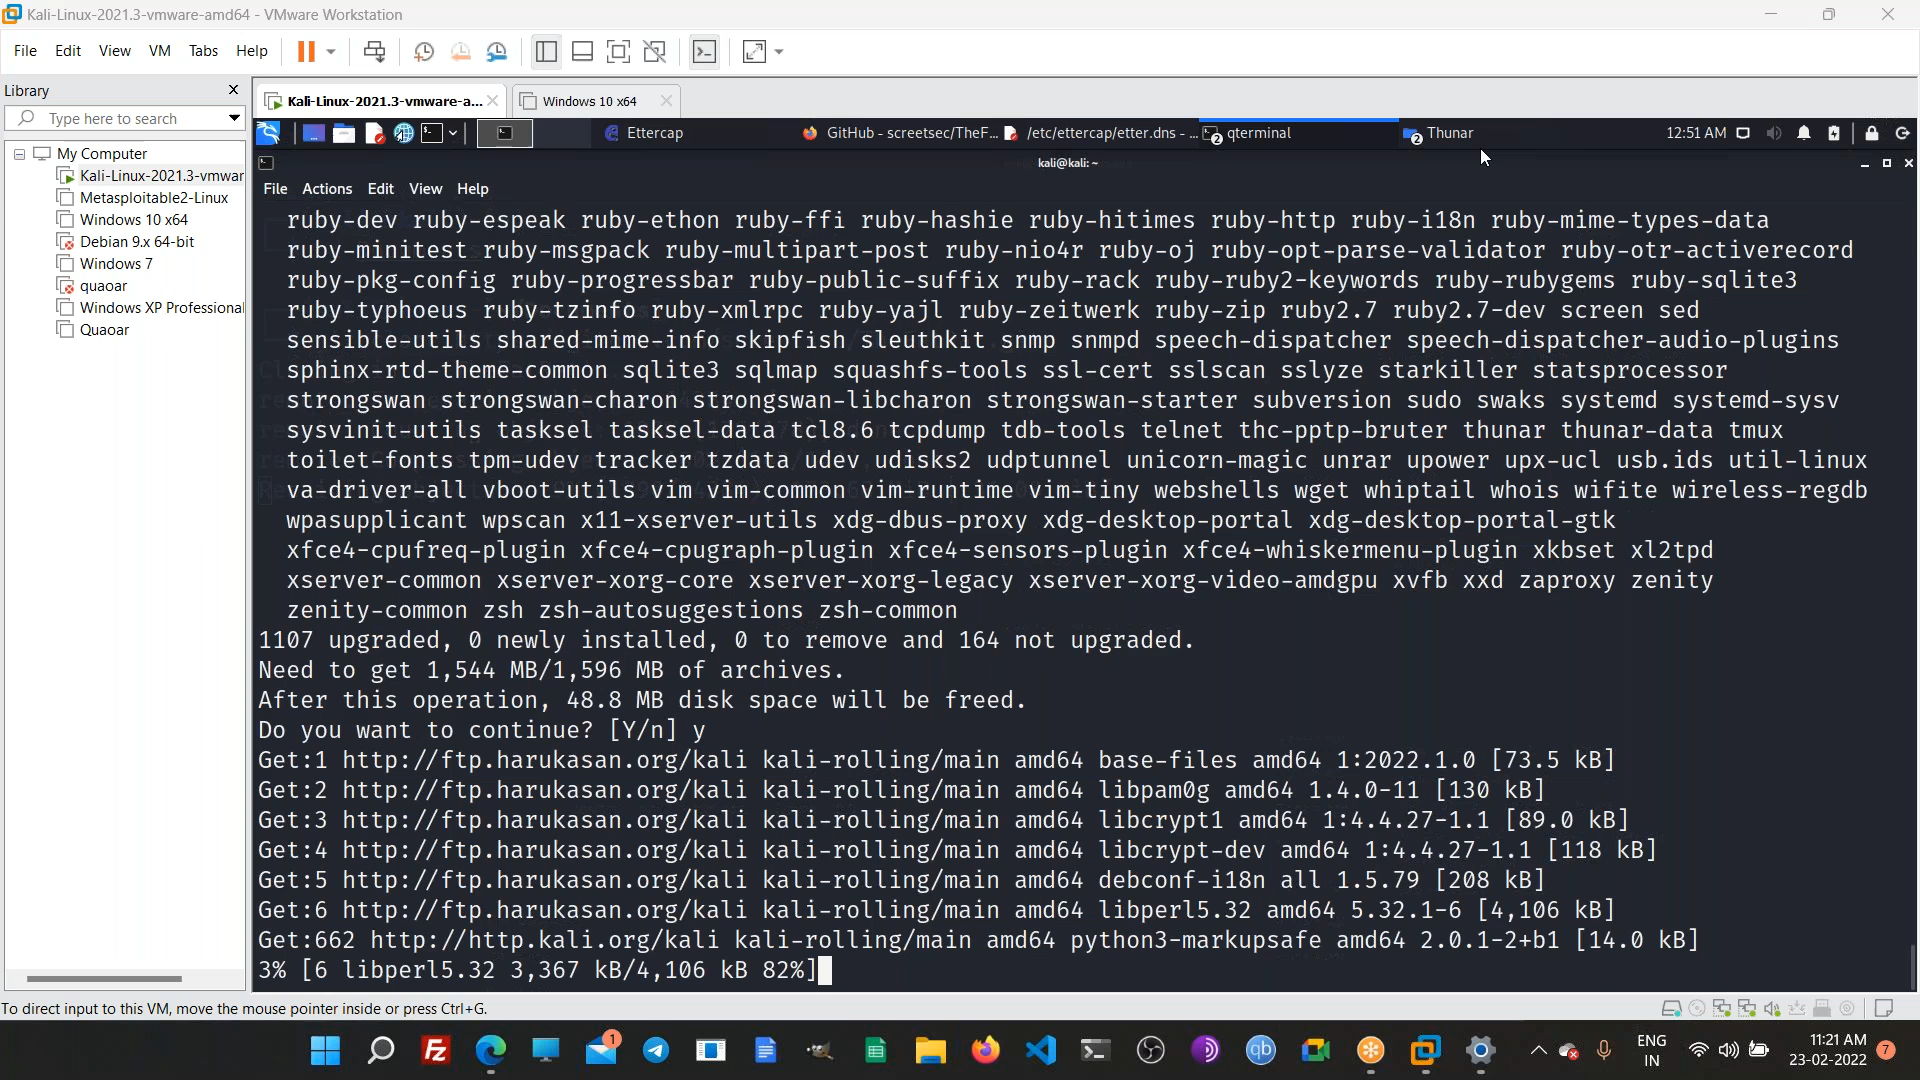 Kali-Linux-2021.3-vmware-amd64 - VMware Workstation
File Edit View VM Tabs Help
Library
Type here to search
My Computer
Kali-Linux-2021.3-vmwar
Metasploitable2-Linux
Windows 10 x64
Debian 9.x 64-bit
Windows 7
quaoar
Windows XP Professional
Quaoar
Kali-Linux-2021.3-vmware-a...
Windows 10 x64
Ettercap
GitHub - screetsec/TheF...
/etc/ettercap/etter.dns - ...
2 qterminal
2 Thunar
12:51 AM
kali@kali: ~
File Actions Edit View Help
ruby-dev ruby-espeak ruby-ethon ruby-ffi ruby-hashie ruby-hitimes ruby-http ruby-i18n ruby-mime-types-data
ruby-minitest ruby-msgpack ruby-multipart-post ruby-nio4r ruby-oj ruby-opt-parse-validator ruby-otr-activerecord
ruby-pkg-config ruby-progressbar ruby-public-suffix ruby-rack ruby-ruby2-keywords ruby-rubygems ruby-sqlite3
ruby-typhoeus ruby-tzinfo ruby-xmlrpc ruby-yajl ruby-zeitwerk ruby-zip ruby2.7 ruby2.7-dev screen sed
sensible-utils shared-mime-info skipfish sleuthkit snmp snmpd speech-dispatcher speech-dispatcher-audio-plugins
sphinx-rtd-theme-common sqlite3 sqlmap squashfs-tools ssl-cert sslscan sslyze starkiller statsprocessor
strongswan strongswan-charon strongswan-libcharon strongswan-starter subversion sudo swaks systemd systemd-sysv
sysvinit-utils tasksel tasksel-data tcl8.6 tcpdump tdb-tools telnet thc-pptp-bruter thunar thunar-data tmux
toilet-fonts tpm-udev tracker tzdata udev udisks2 udptunnel unicorn-magic unrar upower upx-ucl usb.ids util-linux
va-driver-all vboot-utils vim vim-common vim-runtime vim-tiny webshells wget whiptail whois wifite wireless-regdb
wpasupplicant wpscan x11-xserver-utils xdg-dbus-proxy xdg-desktop-portal xdg-desktop-portal-gtk
xfce4-cpufreq-plugin xfce4-cpugraph-plugin xfce4-sensors-plugin xfce4-whiskermenu-plugin xkbset xl2tpd
xserver-common xserver-xorg-core xserver-xorg-legacy xserver-xorg-video-amdgpu xvfb xxd zaproxy zenity
zenity-common zsh zsh-autosuggestions zsh-common
1107 upgraded, 0 newly installed, 0 to remove and 164 not upgraded.
Need to get 1,544 MB/1,596 MB of archives.
After this operation, 48.8 MB disk space will be freed.
Do you want to continue? [Y/n] y
Get:1 http://ftp.harukasan.org/kali kali-rolling/main amd64 base-files amd64 1:2022.1.0 [73.5 kB]
Get:2 http://ftp.harukasan.org/kali kali-rolling/main amd64 libpam0g amd64 1.4.0-11 [130 kB]
Get:3 http://ftp.harukasan.org/kali kali-rolling/main amd64 libcrypt1 amd64 1:4.4.27-1.1 [89.0 kB]
Get:4 http://ftp.harukasan.org/kali kali-rolling/main amd64 libcrypt-dev amd64 1:4.4.27-1.1 [118 kB]
Get:5 http://ftp.harukasan.org/kali kali-rolling/main amd64 debconf-i18n all 1.5.79 [208 kB]
Get:6 http://ftp.harukasan.org/kali kali-rolling/main amd64 libperl5.32 amd64 5.32.1-6 [4,106 kB]
Get:662 http://http.kali.org/kali kali-rolling/main amd64 python3-markupsafe amd64 2.0.1-2+b1 [14.0 kB]
3% [6 libperl5.32 3,367 kB/4,106 kB 82%]
To direct input to this VM, move the mouse pointer inside or press Ctrl+G.
Fz
1
qb
ENG
IN
11:21 AM
23-02-2022
7